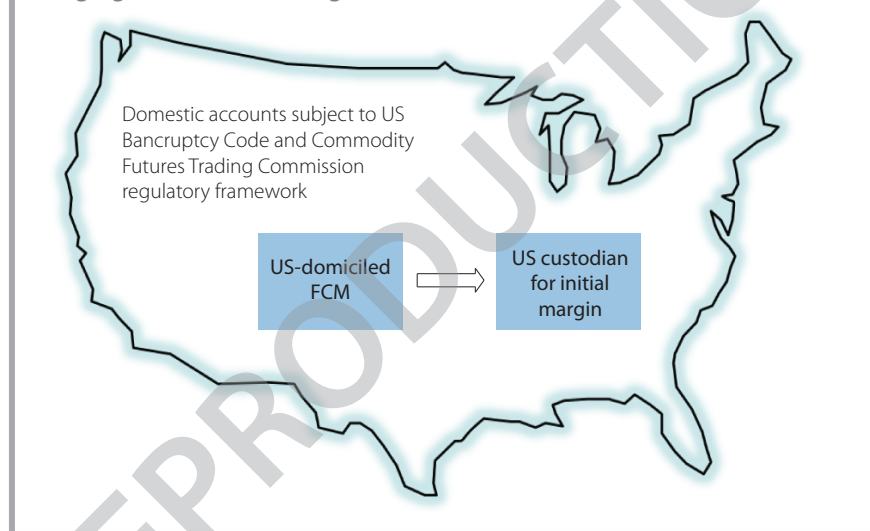 Domestic accounts subject to US
Bancruptcy Code and Commodity
Futures Trading Commission
regulatory framework
US-domiciled
FCM
US custodian
for initial
margin
EPRODUCTIO